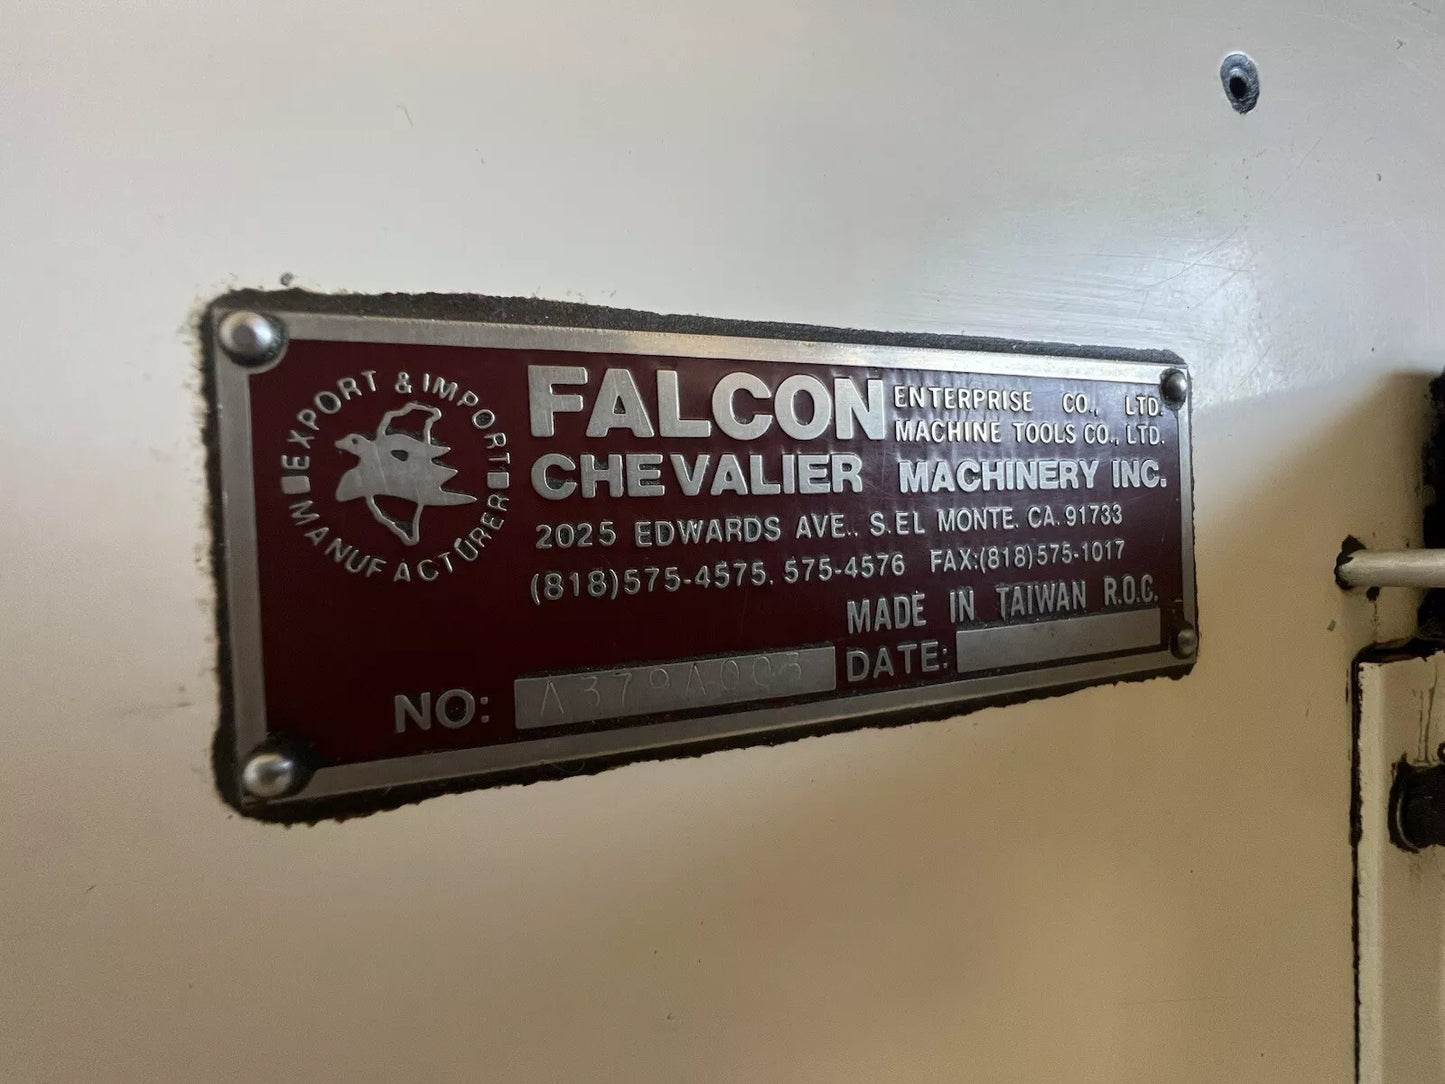 EXPORT & IMPORT
MANUFACTURER
FALCON ENTERPRISE CO., LTD.
MACHINE TOOLS CO., LTD.
CHEVALIER MACHINERY INC.
2025 EDWARDS AVE., S.EL MONTE. CA. 91733
(818)575-4575. 575-4576 FAX:(818)575-1017
MADE IN TAIWAN R.O.C.
NO: A379A003 DATE: